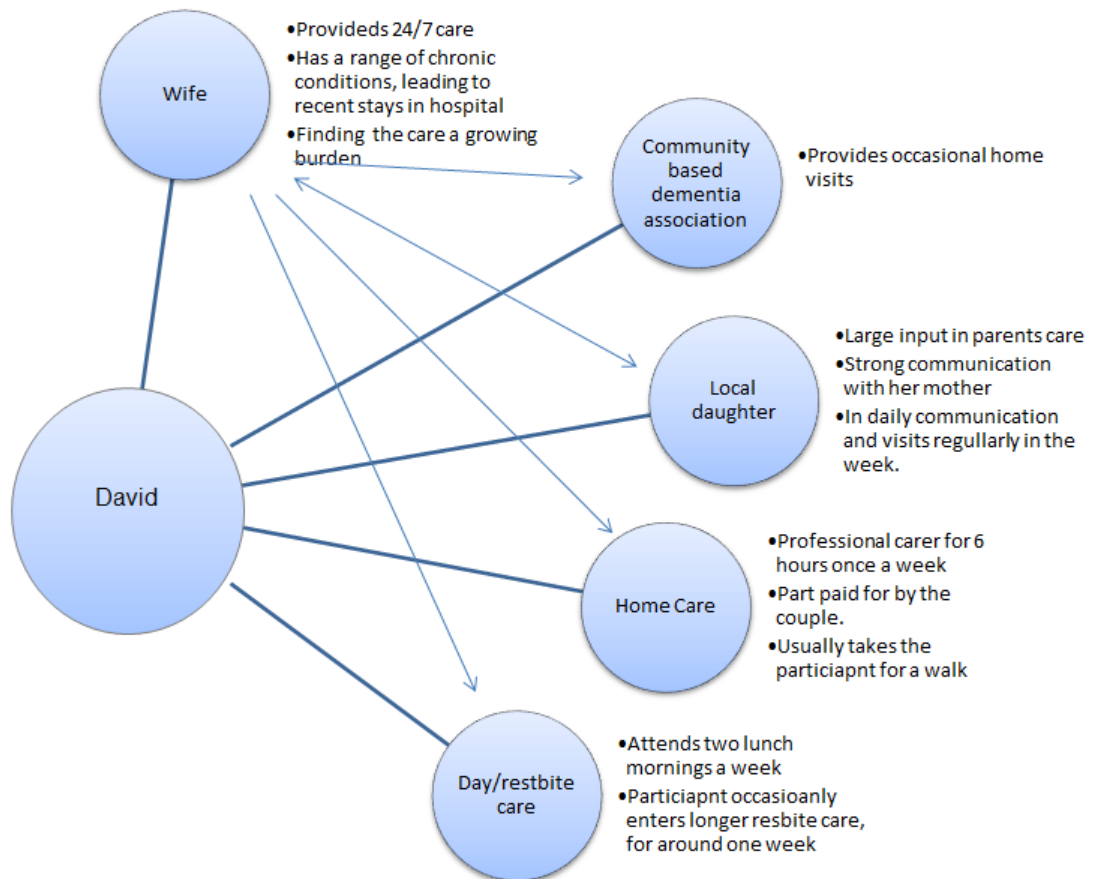 Wife
•Provideds 24/7 care
•Has a range of chronic
conditions, leading to
recent stays in hospital
•Finding the care a growing
burden
Community
based
dementia
association
•Provides occasional home
visits
Local
daughter
•Large input in parents care
•Strong communication
with her mother
•In daily communication
and visits regullarly in the
week.
David
Home Care
•Professional carer for 6
hours once a week
•Part paid for by the
couple.
•Usually takes the
particiapnt for a walk
Day/restbite
care
•Attends two lunch
mornings a week
•Particiapnt occasioanly
enters longer resbite care,
for around one week